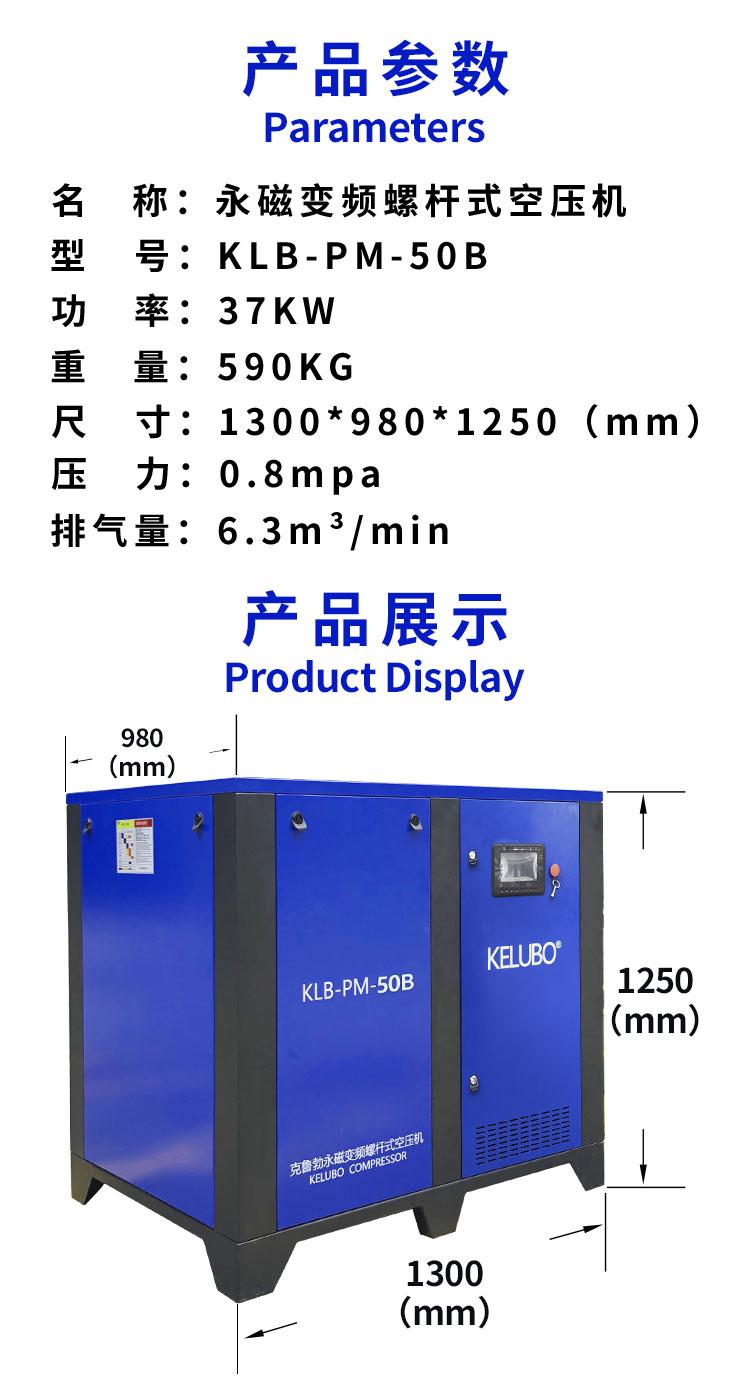 产品参数
Parameters
名 称：永磁变频螺杆式空压机
型 号：KLB-PM-50B
功 率：37KW
重 量：590KG
尺 寸：1300*980*1250（mm）
压 力：0.8mpa
排气量：6.3m³/min
产品展示
Product Display
980
（mm）
KELUBO®
KLB-PM-50B
1250
（mm）
克鲁勃永磁变频螺杆式空压机
KELUBO COMPRESSOR
1300
（mm）